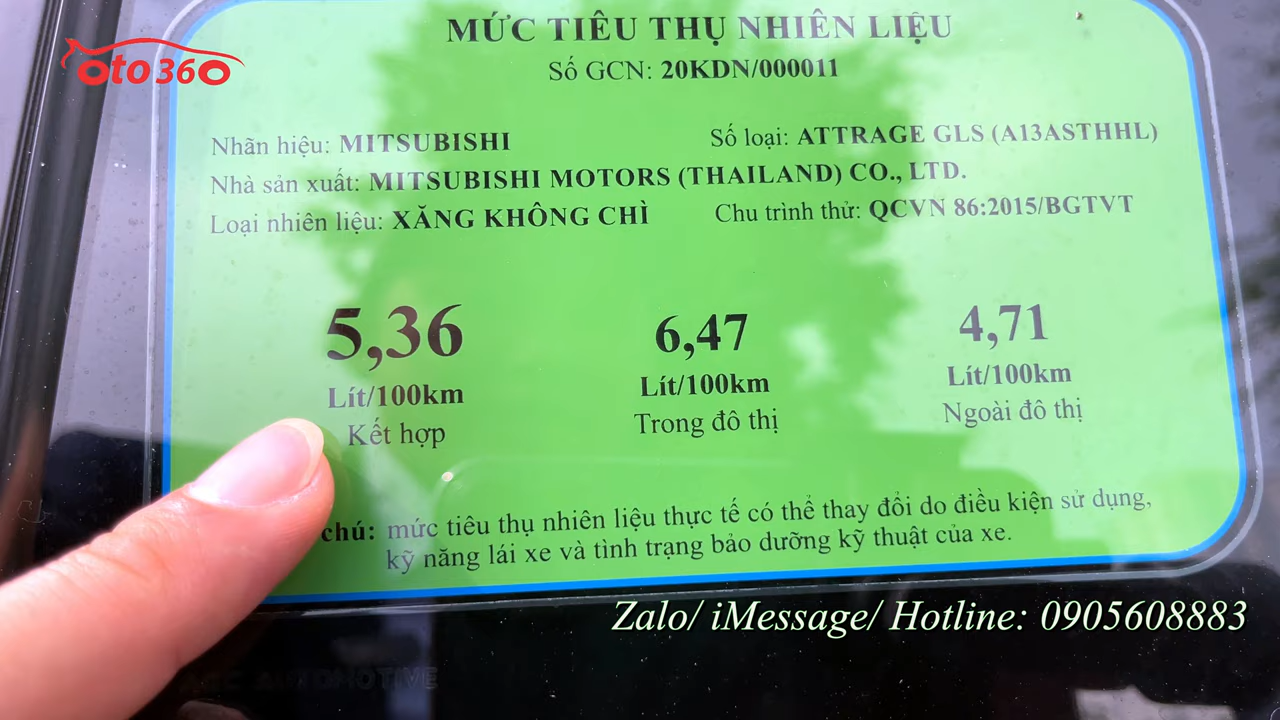 oto360
MỨC TIÊU THỤ NHIÊN LIỆU
Số GCN: 20KDN/000011
Nhãn hiệu: MITSUBISHI Số loại: ATTRAGE GLS (A13ASTHHL)
Nhà sản xuất: MITSUBISHI MOTORS (THAILAND) CO., LTD.
Loại nhiên liệu: XĂNG KHÔNG CHÌ Chu trình thử: QCVN 86:2015/BGTVT
5,36 6,47 4,71
Lít/100km Lít/100km Lít/100km
Kết hợp Trong đô thị Ngoài đô thị
chú: mức tiêu thụ nhiên liệu thực tế có thể thay đổi do điều kiện sử dụng,
kỹ năng lái xe và tình trạng bảo dưỡng kỹ thuật của xe.
Zalo/ iMessage/ Hotline: 0905608883
AUTOMOTIVE